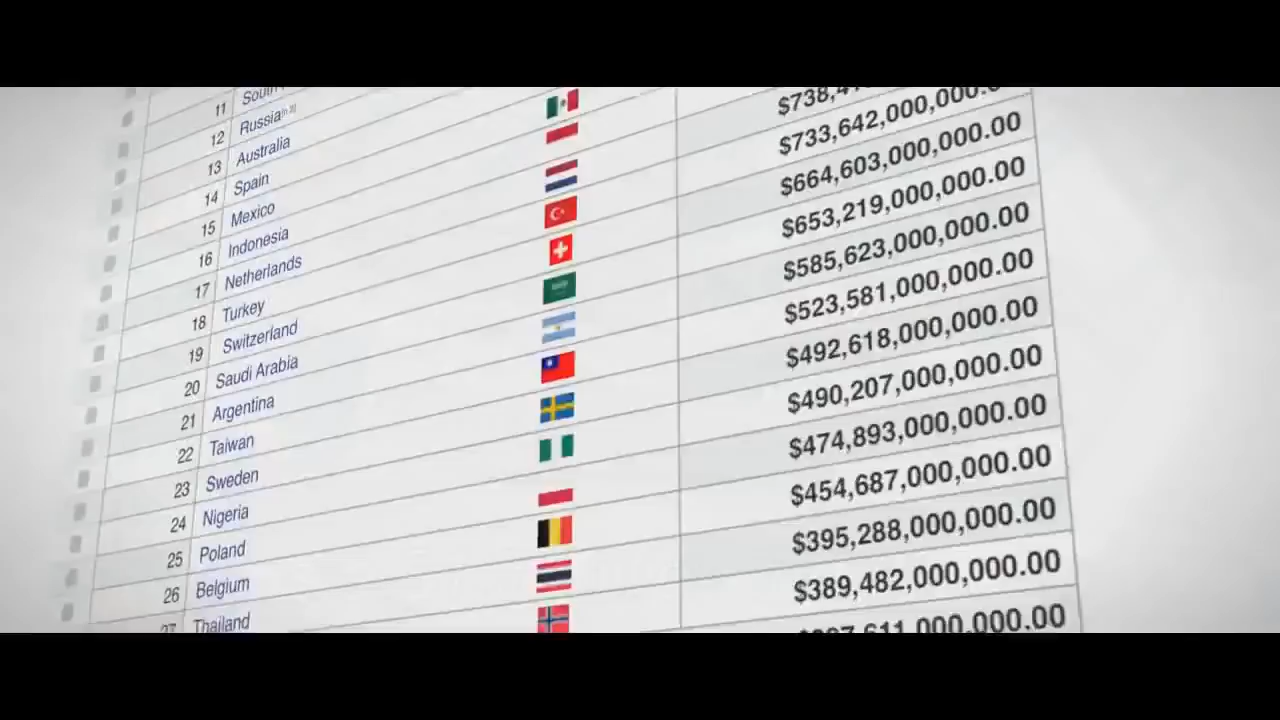 11
12 Russia
13 Australia
14 Spain
15 Mexico
16 Indonesia
17 Netherlands
18 Turkey $733,642,000,000.00
19 Switzerland $664,603,000,000.00
20 Saudi Arabia $653,219,000,000.00
21 Argentina $585,623,000,000.00
22 Taiwan $523,581,000,000.00
23 Sweden $492,618,000,000.00
24 Nigeria $490,207,000,000.00
25 Poland $474,893,000,000.00
26 Belgium $454,687,000,000.00
27 Thailand $395,288,000,000.00
$389,482,000,000.00